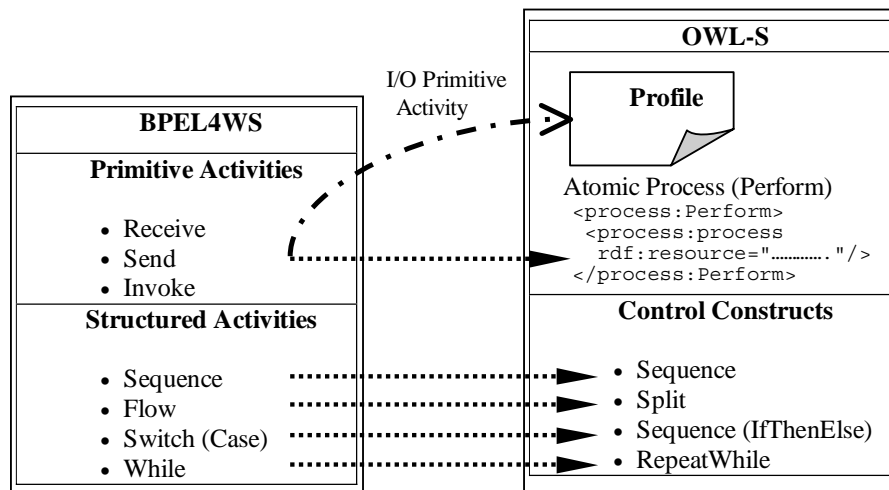 I/O Primitive
Activity
BPEL4WS
Primitive Activities
• Receive
• Send
• Invoke
Structured Activities
• Sequence
• Flow
• Switch (Case)
• While
OWL-S
Profile
Atomic Process (Perform)
<process:Perform>
<process:process
rdf:resource="…………."/>
</process:Perform>
Control Constructs
• Sequence
• Split
• Sequence (IfThenElse)
• RepeatWhile